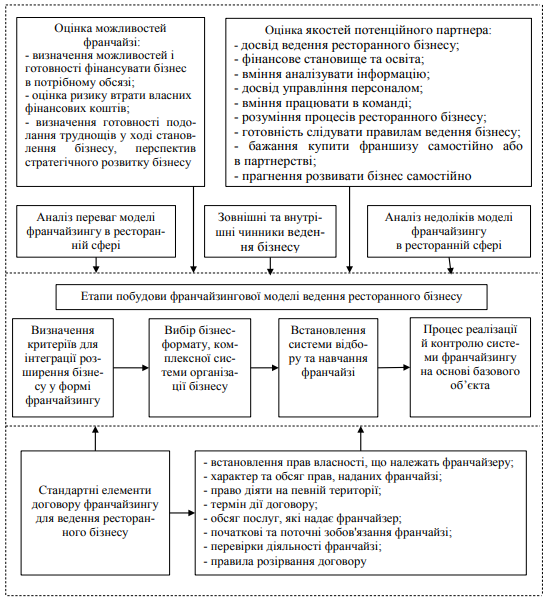 Оцінка можливостей
франчайзі:
- визначення можливостей і
готовності фінансувати бізнес
в потрібному обсязі;
- оцінка ризику втрати власних
фінансових коштів;
- визначення готовності подо-
лання труднощів у ході станов-
лення бізнесу, перспектив
стратегічного розвитку бізнесу
Оцінка якостей потенційного партнера:
- досвід ведення ресторанного бізнесу;
- фінансове становище та освіта;
- вміння аналізувати інформацію;
- досвід управління персоналом;
- вміння працювати в команді;
- розуміння процесів ресторанного бізнесу;
- готовність слідувати правилам ведення бізнесу;
- бажання купити франшизу самостійно або
в партнерстві;
- прагнення розвивати бізнес самостійно
Аналіз переваг моделі
франчайзингу в ресторан-
ній сфері
Зовнішні та внутрі-
шні чинники веден-
ня бізнесу
Аналіз недоліків моделі
франчайзингу
в ресторанній сфері
Етапи побудови франчайзингової моделі ведення ресторанного бізнесу
Визначення
критеріїв для
інтеграції роз-
ширення бізне-
су у формі
франчайзингу
Вибір бізнес-
формату, ком-
плексної сис-
теми органі-
зації бізнесу
Встановлення
системи відбо-
ру та навчання
франчайзі
Процес реалізації
й контролю систе-
ми франчайзингу
на основі базового
об’єкта
Стандартні елементи
договору франчайзингу
для ведення ресторан-
ного бізнесу
- встановлення прав власності, що належать франчайзеру;
- характер та обсяг прав, наданих франчайзі;
- право діяти на певній території;
- термін дії договору;
- обсяг послуг, які надає франчайзер;
- початкові та поточні зобов'язання франчайзі;
- перевірки діяльності франчайзі;
- правила розірвання договору